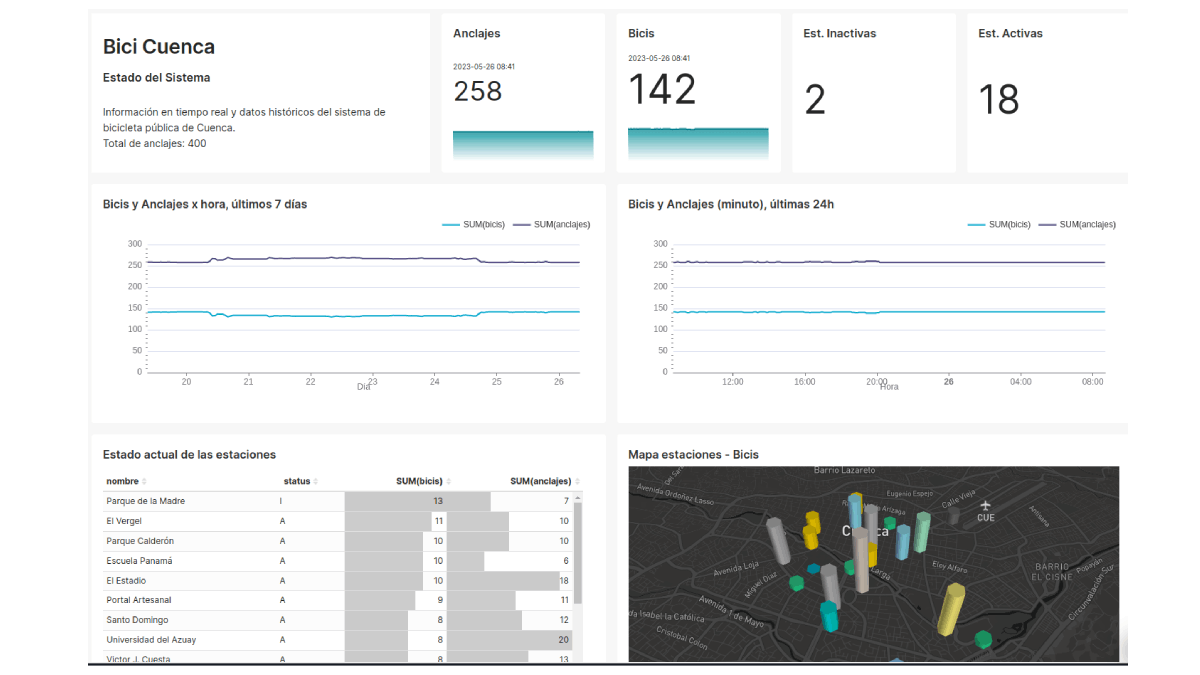 Bici Cuenca
Estado del Sistema
Información en tiempo real y datos históricos del sistema de
bicicleta pública de Cuenca.
Total de anclajes: 400
Anclajes
2023-05-26 08:41
258
Bicis
2023-05-26 08:41
142
Est. Inactivas
2
Est. Activas
18
Bicis y Anclajes x hora, últimos 7 días
SUM(bicis) SUM(anclajes)
300
250
200
150
100
50
0
20 21 22 23 24 25 26
Día
Bicis y Anclajes (minuto), últimas 24h
SUM(bicis) SUM(anclajes)
300
250
200
150
100
50
0
12:00 16:00 20:00 26 04:00 08:00
Hora
Estado actual de las estaciones
nombre status SUM(bicis) SUM(anclajes)
Parque de la Madre I 13 7
El Vergel A 11 10
Parque Calderón A 10 10
Escuela Panamá A 10 6
El Estadio A 10 18
Portal Artesanal A 9 11
Santo Domingo A 8 12
Universidad del Azuay A 8 20
Victor J. Cuesta A 8 13
Mapa estaciones - Bicis
Barrio Lazareto
Avenida Ordoñez Lasso
Eugenio Espejo
Calle Vieja
Arízaga
CUE
Avenida Loja
Miguel Díaz
Larga
Eloy Alfaro
BARRIO
EL CISNE
Popayán
Circunvalación Sur
Avenida 1 de Mayo
da Isabel la Católica
Cristobal Colon